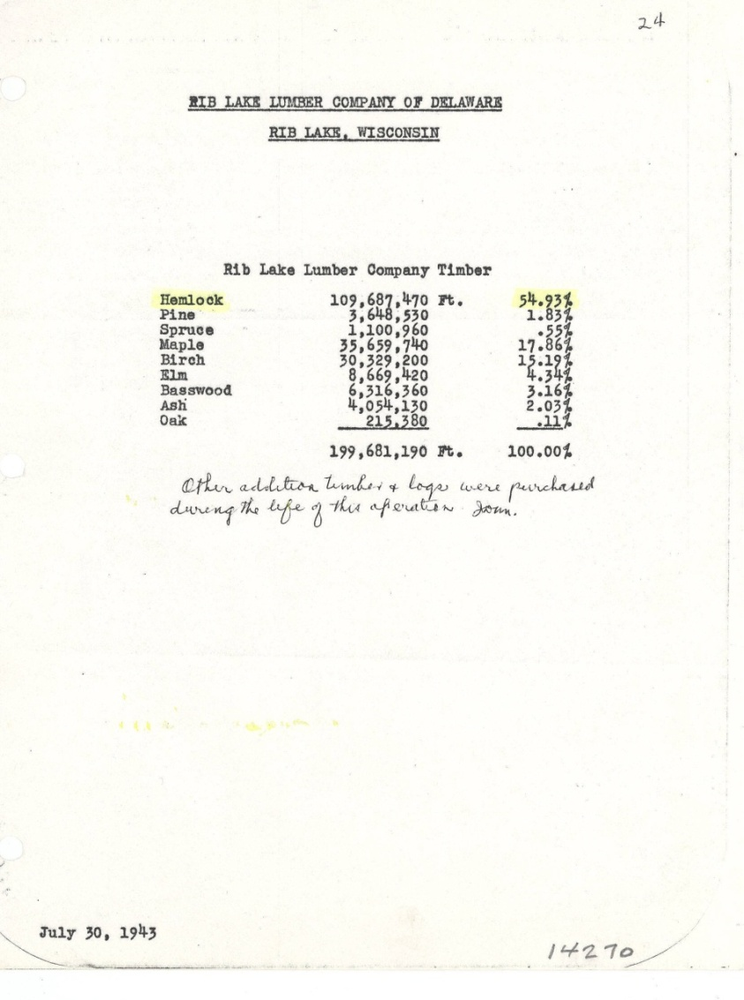 24
RIB LAKE LUMBER COMPANY OF DELAWARE
RIB LAKE, WISCONSIN
Rib Lake Lumber Company Timber
Hemlock 109,687,470 Ft. 54.93%
Pine 3,648,530 1.83%
Spruce 1,100,960 .55%
Maple 35,659,740 17.86%
Birch 30,329,200 15.19%
Elm 8,669,420 4.34%
Basswood 6,316,360 3.16%
Ash 4,054,130 2.03%
Oak 215,380 .11%
199,681,190 Ft. 100.00%
Other addition timber & logs were purchased
during the life of this operation
July 30, 1943
14270